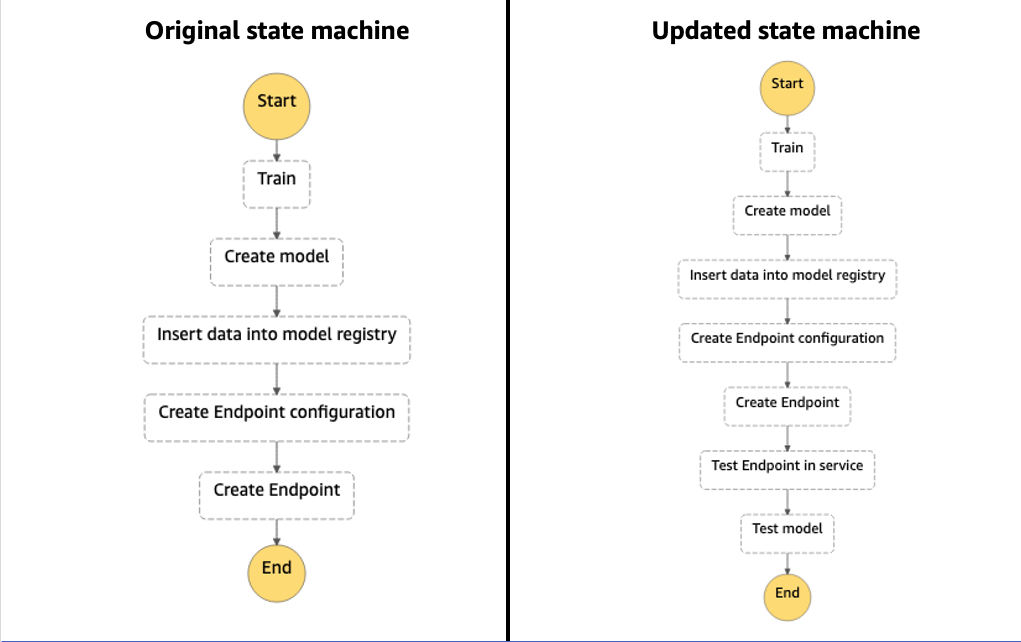 Original state machine
Start
Train
Create model
Insert data into model registry
Create Endpoint configuration
Create Endpoint
End
Updated state machine
Start
Train
Create model
Insert data into model registry
Create Endpoint configuration
Create Endpoint
Test Endpoint in service
Test model
End